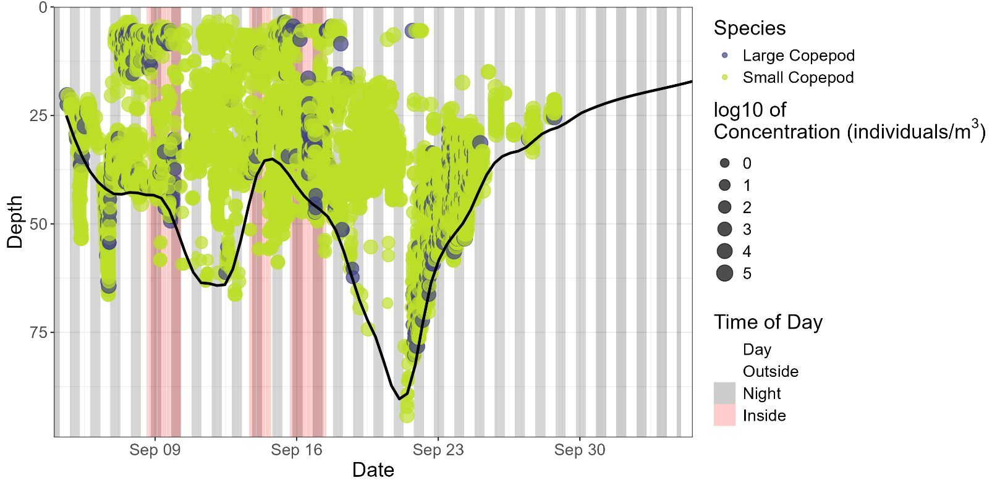 0
25
50
75
Depth
Sep 09
Sep 16
Sep 23
Sep 30
Date
Species
Large Copepod
Small Copepod
log10 of
Concentration (individuals/m³)
0
1
2
3
4
5
Time of Day
Day
Outside
Night
Inside